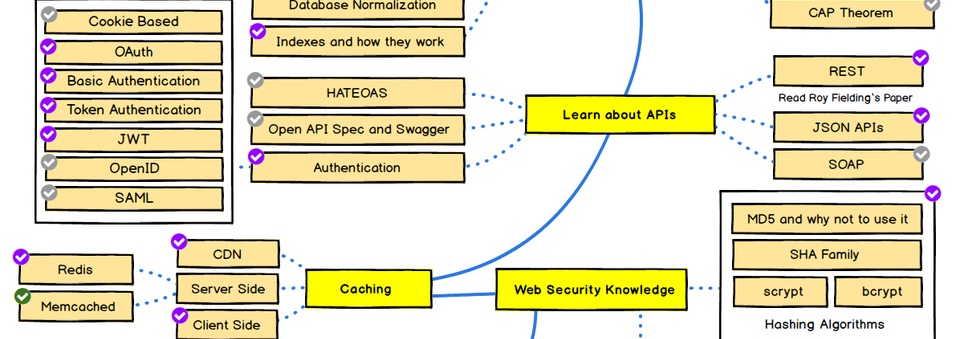 Database Normalization
CAP Theorem
Cookie Based
Indexes and how they work
OAuth
Basic Authentication
REST
HATEOAS
Read Roy Fielding's Paper
Token Authentication
Learn about APIs
JSON APIs
Open API Spec and Swagger
JWT
OpenID
Authentication
SOAP
SAML
MD5 and why not to use it
CDN
SHA Family
Redis
Server Side
Caching
Web Security Knowledge
scrypt
bcrypt
Memcached
Client Side
Hashing Algorithms